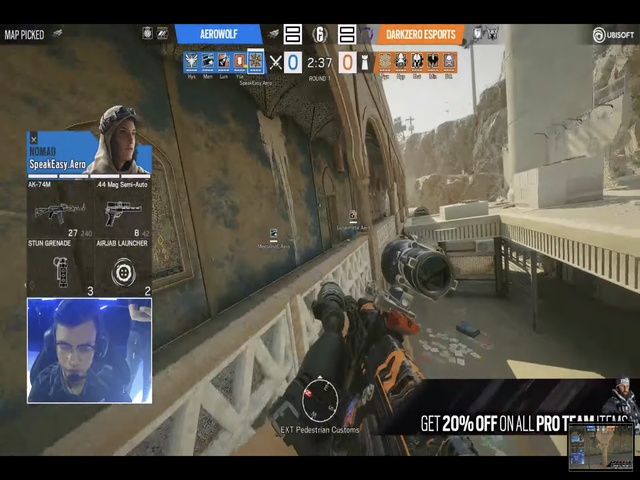 MAP PICKED
AEROWOLF
DARKZERO ESPORTS
UBISOFT
0
2:37
0
ROUND 1
SpeakEasy.Aero
NOMAD
SpeakEasy.Aero
AK-74M
.44 Mag Semi-Auto
27 240
8 42
STUN GRENADE
AIRJAB LAUNCHER
3
2
EXT Pedestrian Customs
GET 20% OFF ON ALL PRO TEAM ITEMS